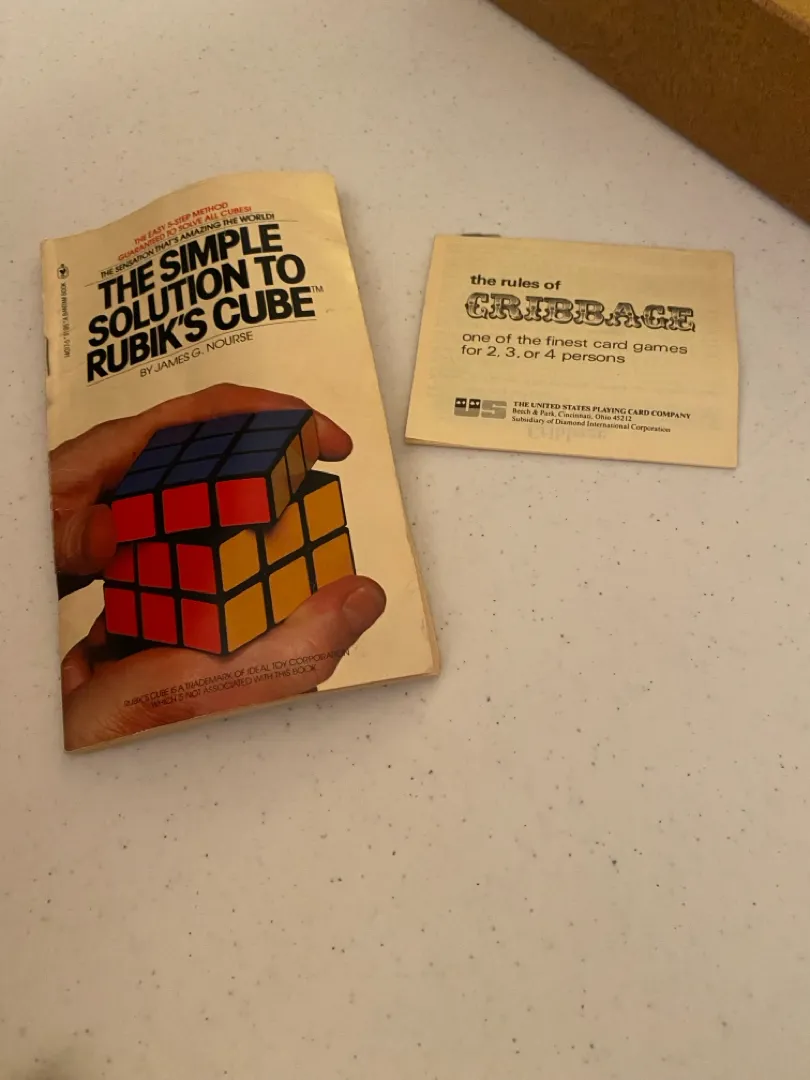 THE EASY 5-STEP METHOD
GUARANTEED TO SOLVE ALL CUBES!
THE SENSATION THAT'S AMAZING THE WORLD!
THE SIMPLE
SOLUTION TO
RUBIK'S CUBE™
BY JAMES G. NOURSE
RUBIK'S CUBE IS A TRADEMARK OF IDEAL TOY CORPORATION
WHICH IS NOT ASSOCIATED WITH THIS BOOK
A BANTAM BOOK
the rules of
CRIBBAGE
one of the finest card games
for 2, 3, or 4 persons
US
THE UNITED STATES PLAYING CARD COMPANY
Beech & Park, Cincinnati, Ohio 45212
Subsidiary of Diamond International Corporation